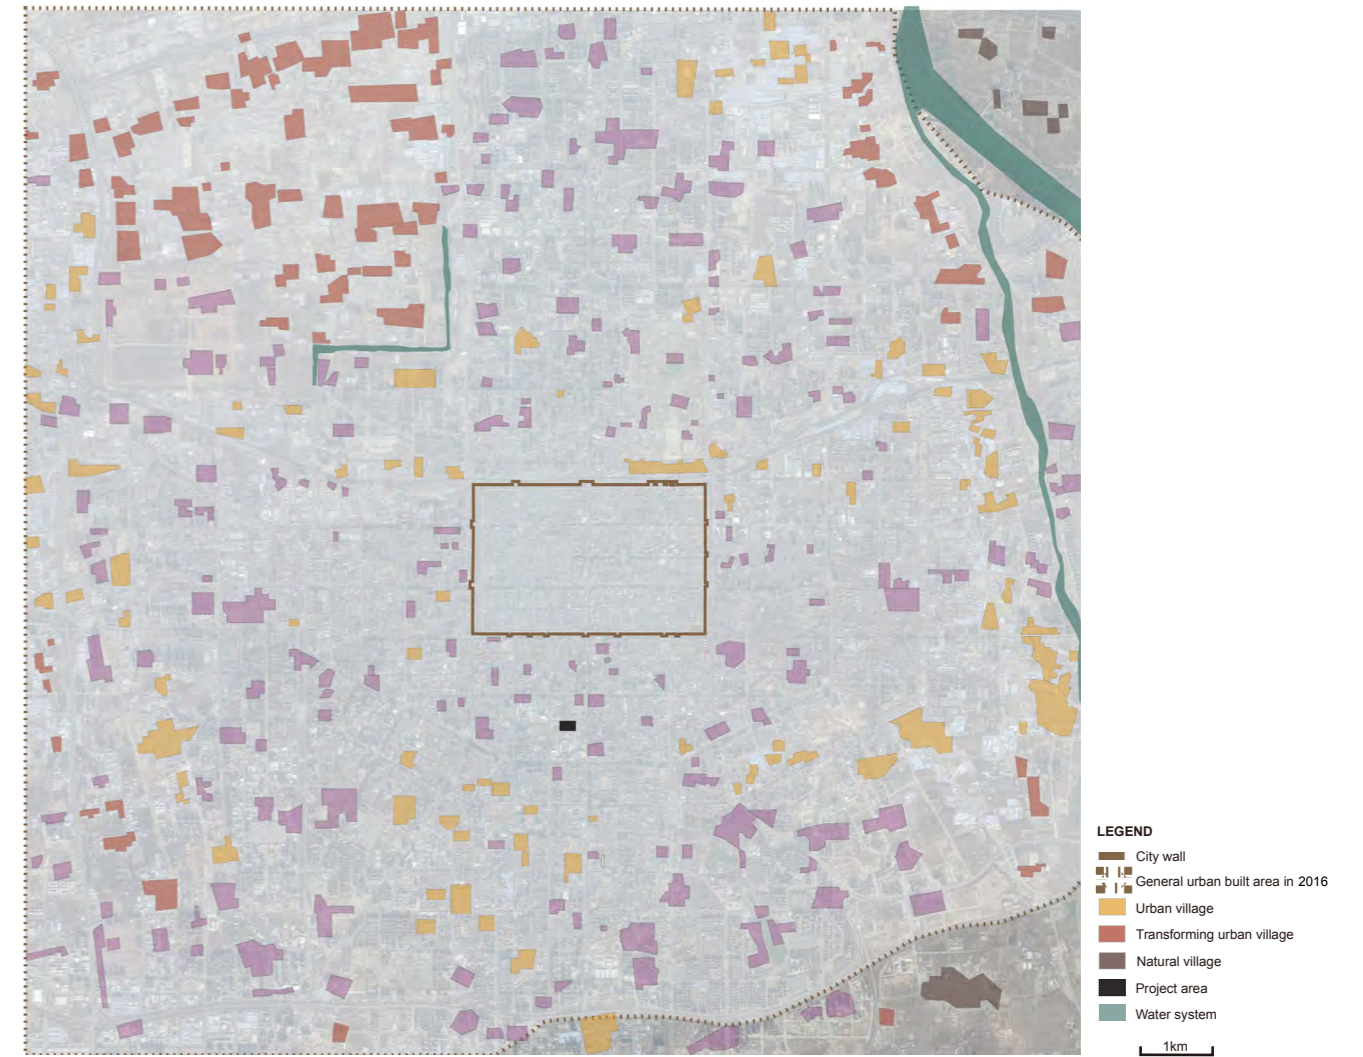 LEGEND
City wall
General urban built area in 2016
Urban village
Transforming urban village
Natural village
Project area
Water system
1km